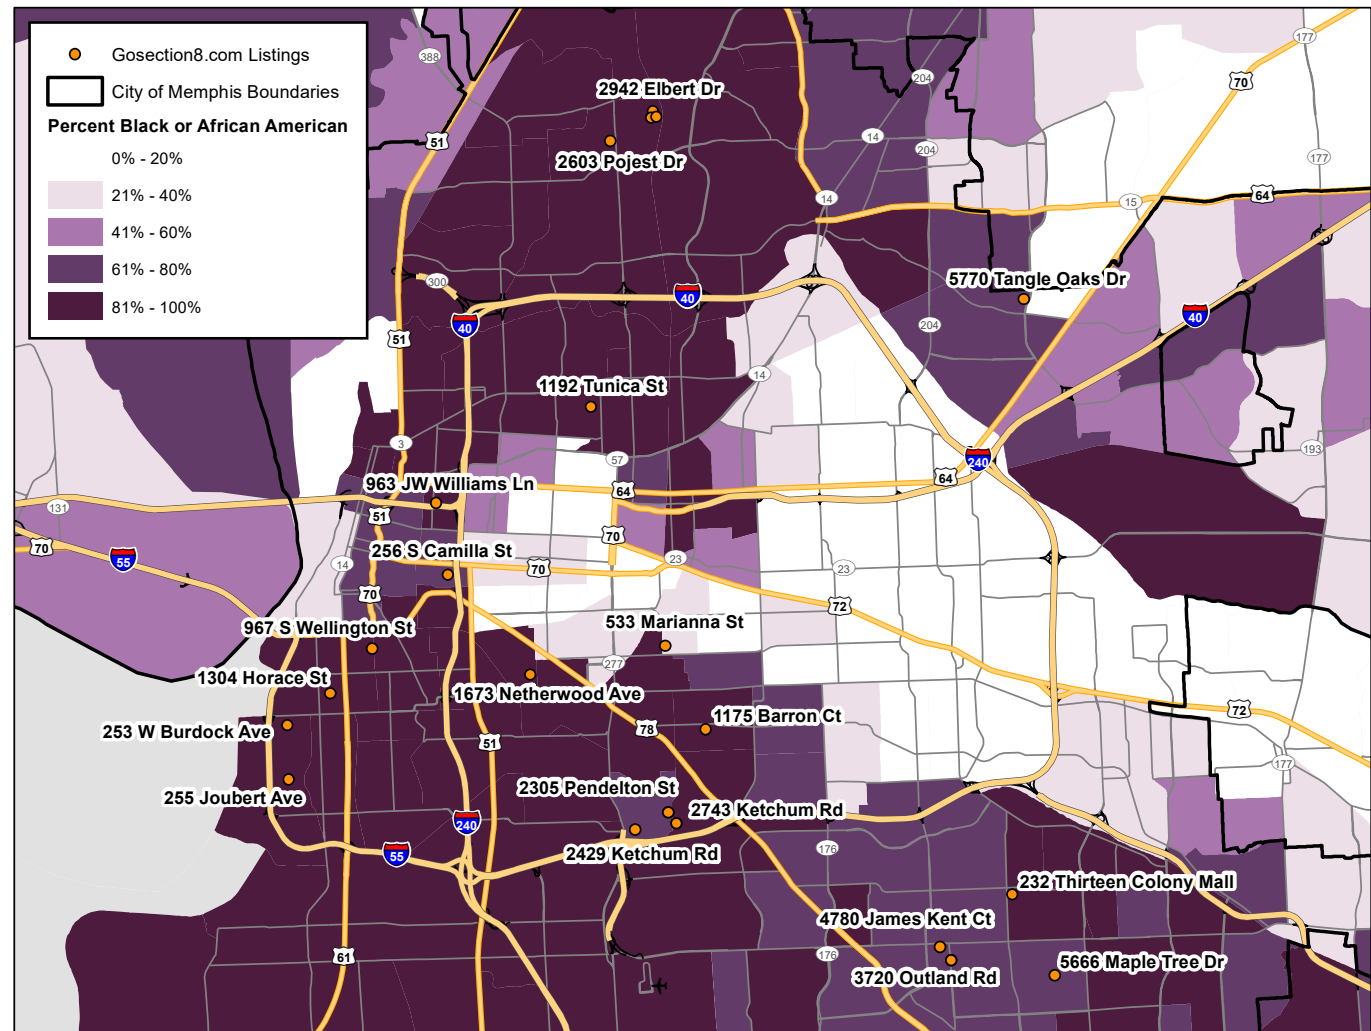 Gosection8.com Listings
City of Memphis Boundaries
Percent Black or African American
0% - 20%
21% - 40%
41% - 60%
61% - 80%
81% - 100%
388
177
204
70
2942 Elbert Dr
51
14
204
2603 Pojest Dr
177
64
14
15
5770 Tangle Oaks Dr
300
40
40
40
204
51
14
1192 Tunica St
3
193
57
240
963 JW Williams Ln
64
64
131
51
70
70
256 S Camilla St
55
23
14
70
23
70
72
967 S Wellington St
533 Marianna St
277
1304 Horace St
1673 Netherwood Ave
72
253 W Burdock Ave
78
1175 Barron Ct
51
177
255 Joubert Ave
2305 Pendelton St
2743 Ketchum Rd
240
55
2429 Ketchum Rd
176
232 Thirteen Colony Mall
4780 James Kent Ct
61
176
3720 Outland Rd
5666 Maple Tree Dr